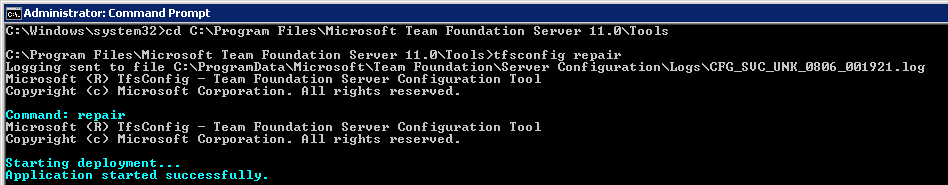 Administrator: Command Prompt
C:\Windows\system32>cd C:\Program Files\Microsoft Team Foundation Server 11.0\Tools
C:\Program Files\Microsoft Team Foundation Server 11.0\Tools>tfsconfig repair
Logging sent to file C:\ProgramData\Microsoft\Team Foundation\Server Configuration\Logs\CFG_SVC_UNK_0806_001921.log
Microsoft (R) TfsConfig - Team Foundation Server Configuration Tool
Copyright (c) Microsoft Corporation. All rights reserved.
Command: repair
Microsoft (R) TfsConfig - Team Foundation Server Configuration Tool
Copyright (c) Microsoft Corporation. All rights reserved.
Starting deployment...
Application started successfully.